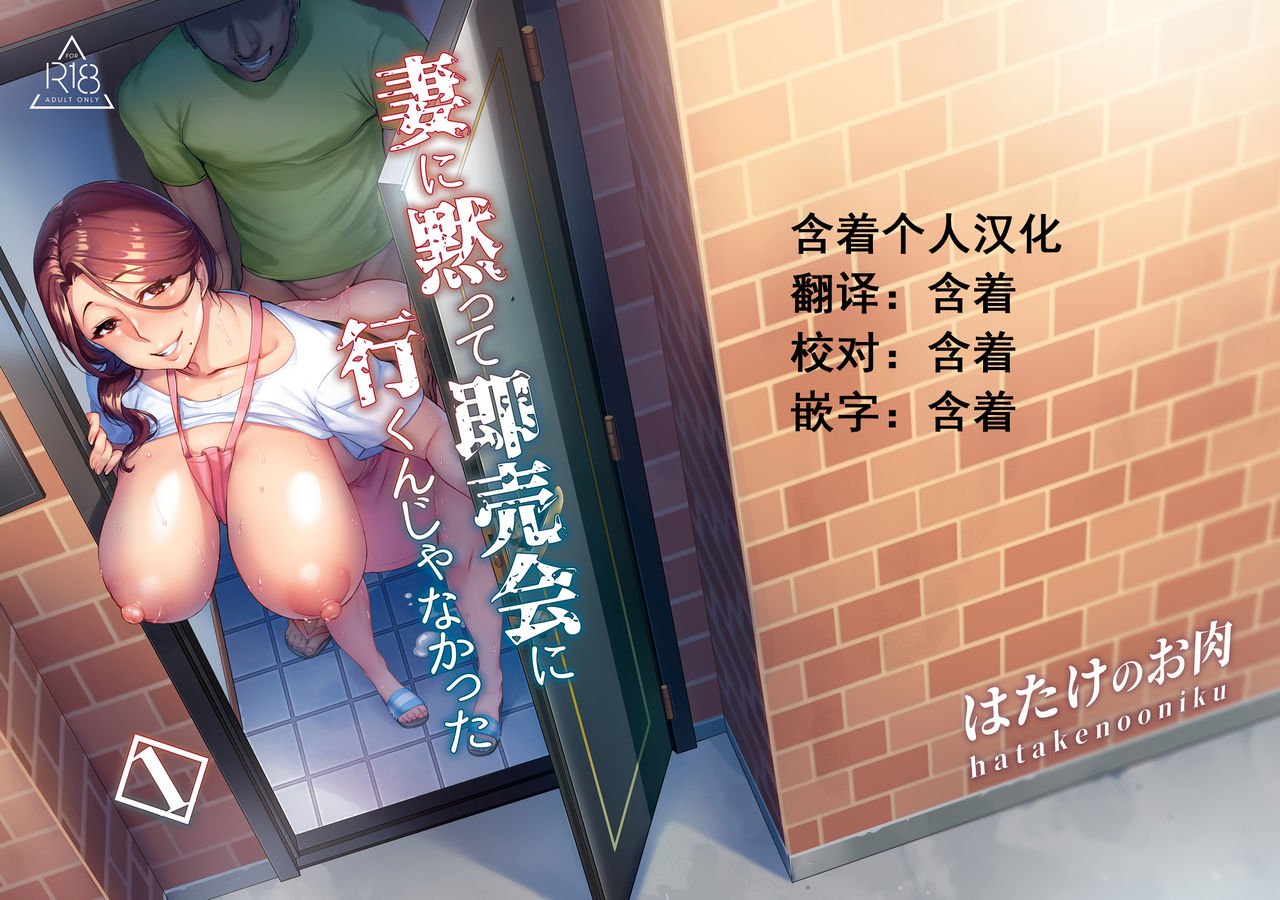 FOR
R18
ADULT ONLY
妻に黙って即売会に
行くんじゃなかった
1
含着个人汉化
翻译：含着
校对：含着
嵌字：含着
はたけのお肉
hatakenooniku